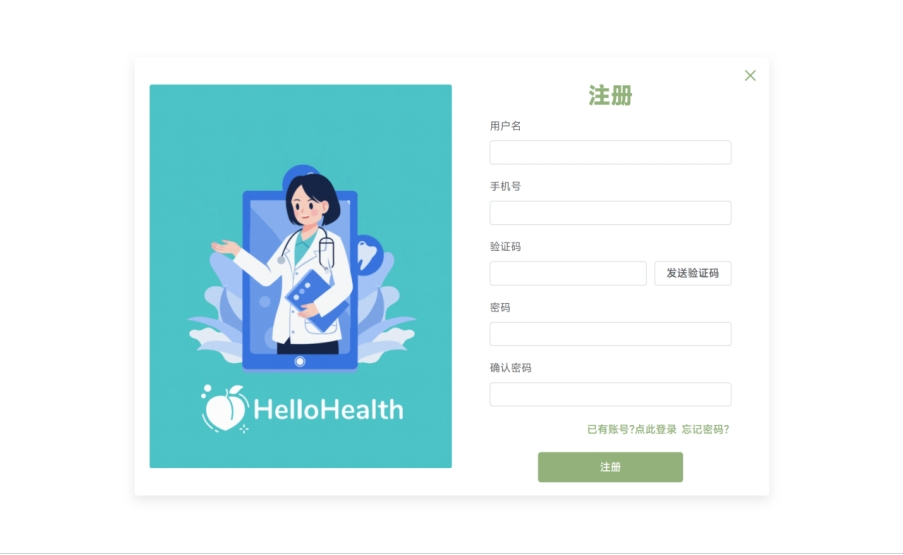 HelloHealth
注册
用户名
手机号
验证码
发送验证码
密码
确认密码
已有账号?点此登录 忘记密码?
注册